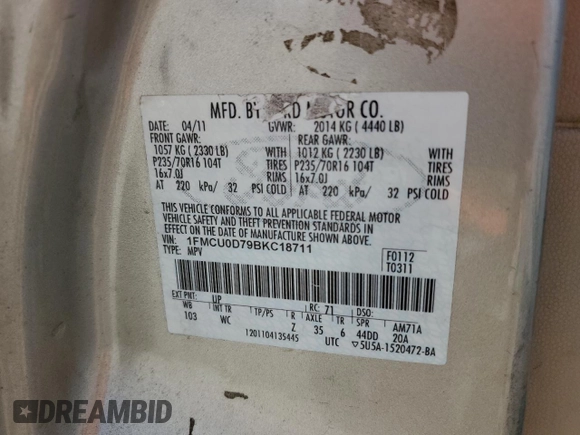 MFD. BY FORD MOTOR CO.
DATE: 04/11 GVWR: 2014 KG ( 4440 LB)
FRONT GAWR: REAR GAWR:
1057 KG ( 2330 LB) WITH 1012 KG ( 2230 LB) WITH
P235/70R16 104T TIRES P235/70R16 104T TIRES
16x7.0J RIMS 16x7.0J RIMS
AT 220 kPa/ 32 PSI COLD AT 220 kPa/ 32 PSI COLD
THIS VEHICLE CONFORMS TO ALL APPLICABLE FEDERAL MOTOR
VEHICLE SAFETY AND THEFT PREVENTION STANDARDS IN
EFFECT ON THE DATE OF MANUFACTURE SHOWN ABOVE.
VIN: 1FMCU0D79BKC18711
TYPE: MPV
F0112
T0311
EXT PNT: UP RC: 71 DSO:
WB INT TR TP/PS R AXLE TR SPR AM71A
103 WC Z 35 6 44DD 20A
1201104135445 UTC ▽5U5A-1520472-BA
DREAMBID